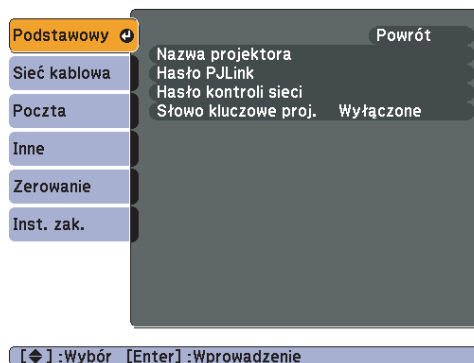 Podstawowy
Powrót
Nazwa projektora
Sieć kablowa
Hasło PJLink
Hasło kontroli sieci
Poczta
Słowo kluczowe proj. Wyłączone
Inne
Zerowanie
Inst. zak.
[◆] :Wybór [Enter] :Wprowadzenie